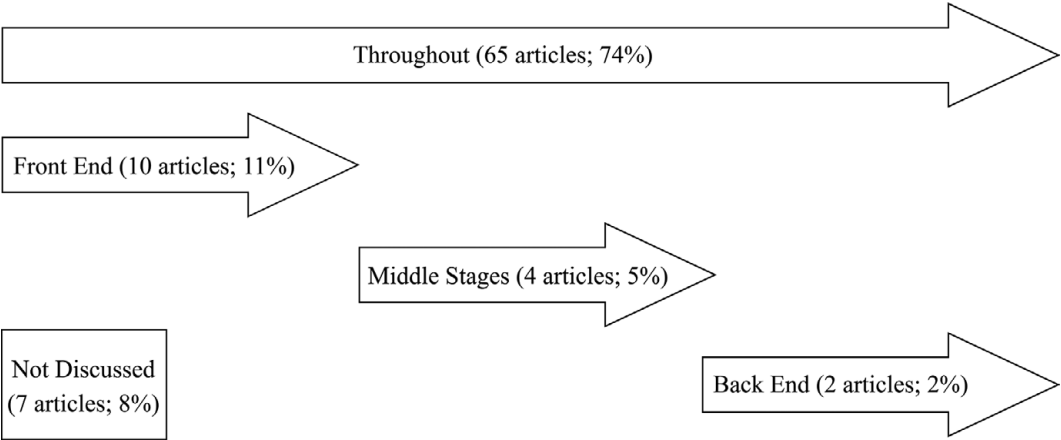 Throughout (65 articles; 74%)
Front End (10 articles; 11%)
Middle Stages (4 articles; 5%)
Not Discussed
(7 articles; 8%)
Back End (2 articles; 2%)